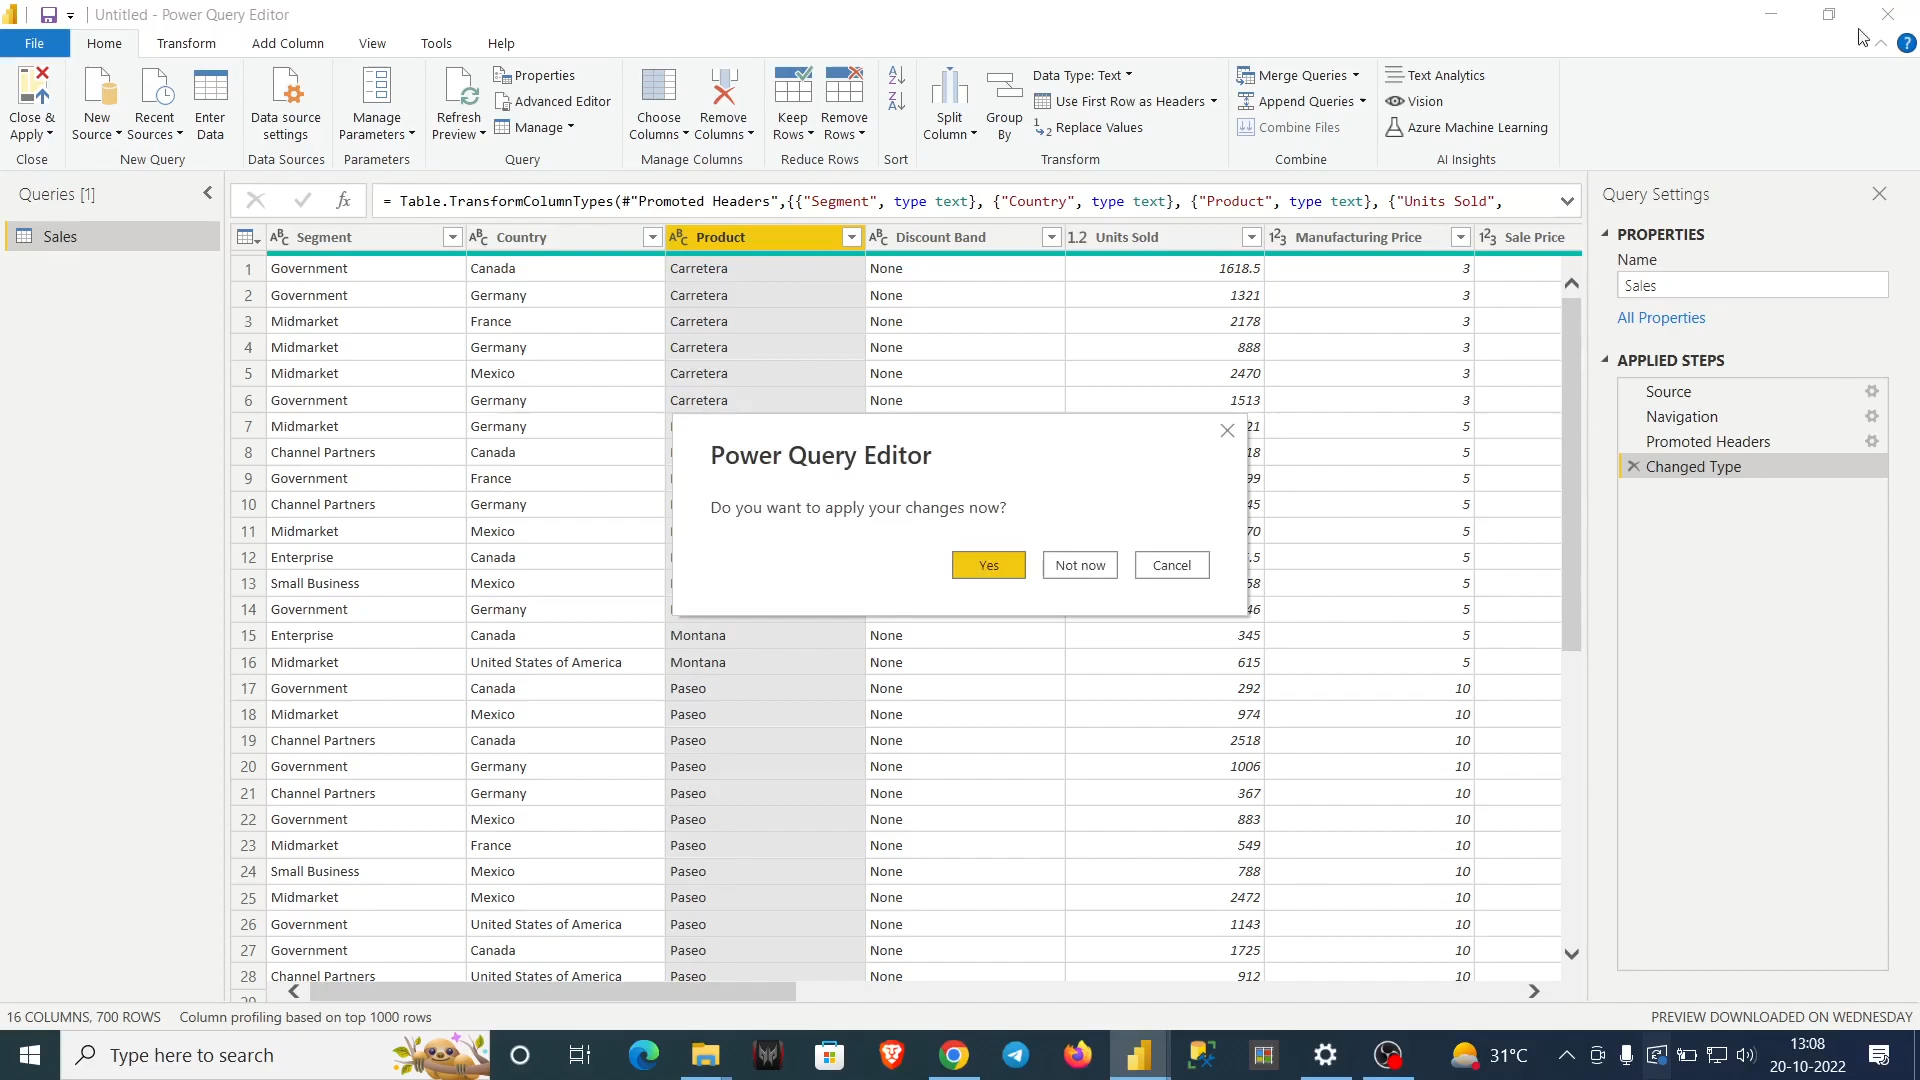 Untitled - Power Query Editor
File Home Transform Add Column View Tools Help
Close & Apply
New Source
Recent Sources
Enter Data
Data source settings
Manage Parameters
Refresh Preview
Properties
Advanced Editor
Manage
Choose Columns
Remove Columns
Keep Rows
Remove Rows
Split Column
Group By
Data Type: Text
Use First Row as Headers
Replace Values
Merge Queries
Append Queries
Combine Files
Text Analytics
Vision
Azure Machine Learning
Close New Query Data Sources Parameters Query Manage Columns Reduce Rows Sort Transform Combine AI Insights
Queries [1]
Sales
fx = Table.TransformColumnTypes(#"Promoted Headers",{{"Segment", type text}, {"Country", type text}, {"Product", type text}, {"Units Sold",
ABC Segment ABC Country ABC Product ABC Discount Band 1.2 Units Sold 123 Manufacturing Price 123 Sale Price
1 Government Canada Carretera None 1618.5 3
2 Government Germany Carretera None 1321 3
3 Midmarket France Carretera None 2178 3
4 Midmarket Germany Carretera None 888 3
5 Midmarket Mexico Carretera None 2470 3
6 Government Germany Carretera None 1513 3
7 Midmarket Germany 21 5
8 Channel Partners Canada 18 5
9 Government France 99 5
10 Channel Partners Germany 45 5
11 Midmarket Mexico 70 5
12 Enterprise Canada .5 5
13 Small Business Mexico 58 5
14 Government Germany 46 5
15 Enterprise Canada Montana None 345 5
16 Midmarket United States of America Montana None 615 5
17 Government Canada Paseo None 292 10
18 Midmarket Mexico Paseo None 974 10
19 Channel Partners Canada Paseo None 2518 10
20 Government Germany Paseo None 1006 10
21 Channel Partners Germany Paseo None 367 10
22 Government Mexico Paseo None 883 10
23 Midmarket France Paseo None 549 10
24 Small Business Mexico Paseo None 788 10
25 Midmarket Mexico Paseo None 2472 10
26 Government United States of America Paseo None 1143 10
27 Government Canada Paseo None 1725 10
28 Channel Partners United States of America Paseo None 912 10
Power Query Editor
Do you want to apply your changes now?
Yes Not now Cancel
Query Settings
PROPERTIES
Name
Sales
All Properties
APPLIED STEPS
Source
Navigation
Promoted Headers
Changed Type
16 COLUMNS, 700 ROWS Column profiling based on top 1000 rows
PREVIEW DOWNLOADED ON WEDNESDAY
Type here to search
31°C
13:08
20-10-2022